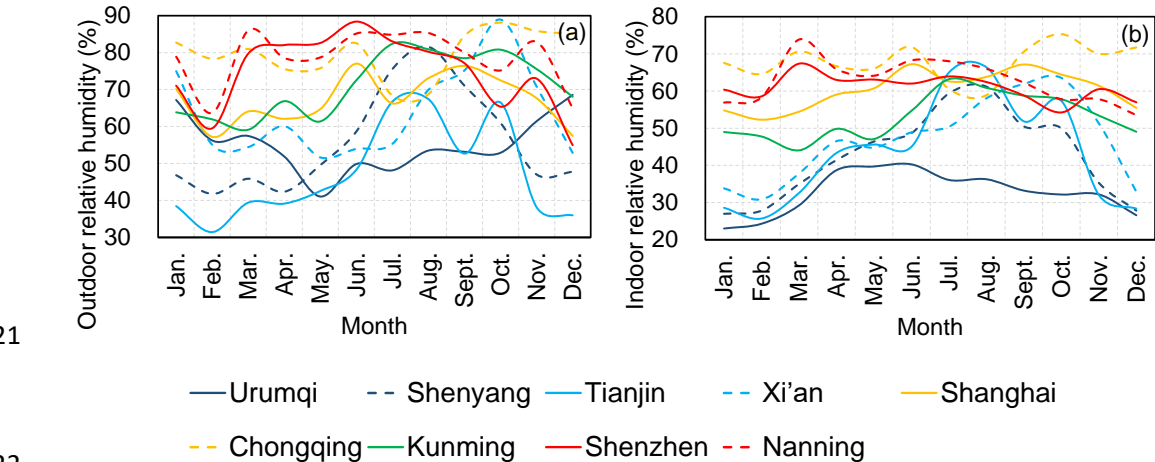 Outdoor relative humidity (%)
90
80
70
60
50
40
30
(a)
Jan.
Feb.
Mar.
Apr.
May.
Jun.
Jul.
Aug.
Sept.
Oct.
Nov.
Dec.
Month
Indoor relative humidity (%)
80
70
60
50
40
30
20
(b)
Jan.
Feb.
Mar.
Apr.
May.
Jun.
Jul.
Aug.
Sept.
Oct.
Nov.
Dec.
Month
21
Urumqi Shenyang Tianjin Xi’an Shanghai
Chongqing Kunming Shenzhen Nanning